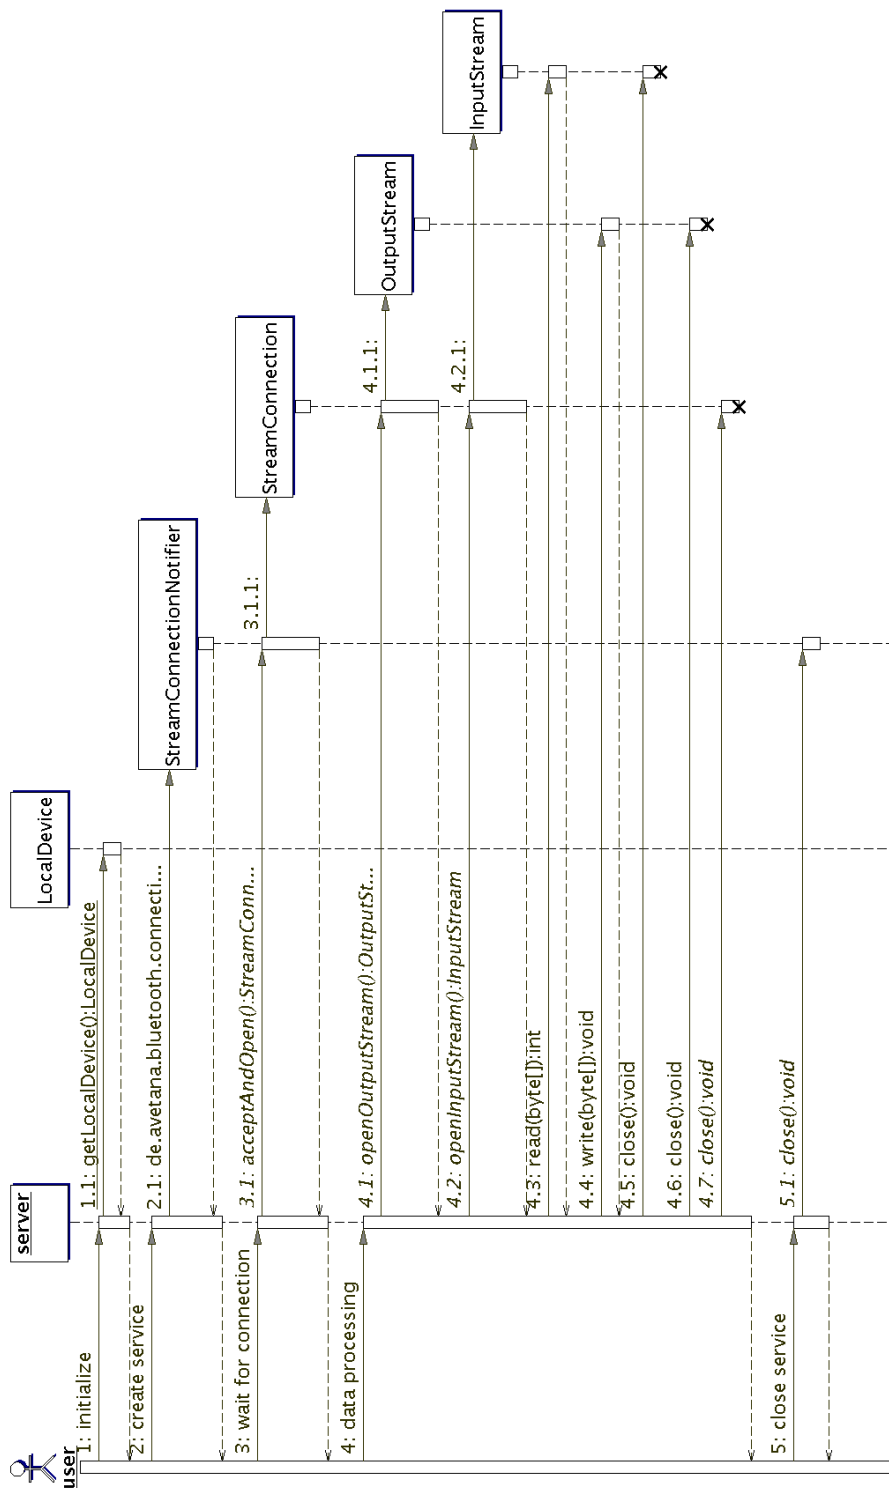 user
server
LocalDevice
StreamConnectionNotifier
StreamConnection
OutputStream
InputStream
1: initialize
1.1: getLocalDevice():LocalDevice
2: create service
2.1: de.avetana.bluetooth.connecti...
3: wait for connection
3.1: acceptAndOpen():StreamConn...
3.1.1:
4: data processing
4.1: openOutputStream():OutputSt...
4.1.1:
4.2: openInputStream():InputStream
4.2.1:
4.3: read(byte[]):int
4.4: write(byte[]):void
4.5: close():void
4.6: close():void
4.7: close():void
5: close service
5.1: close():void